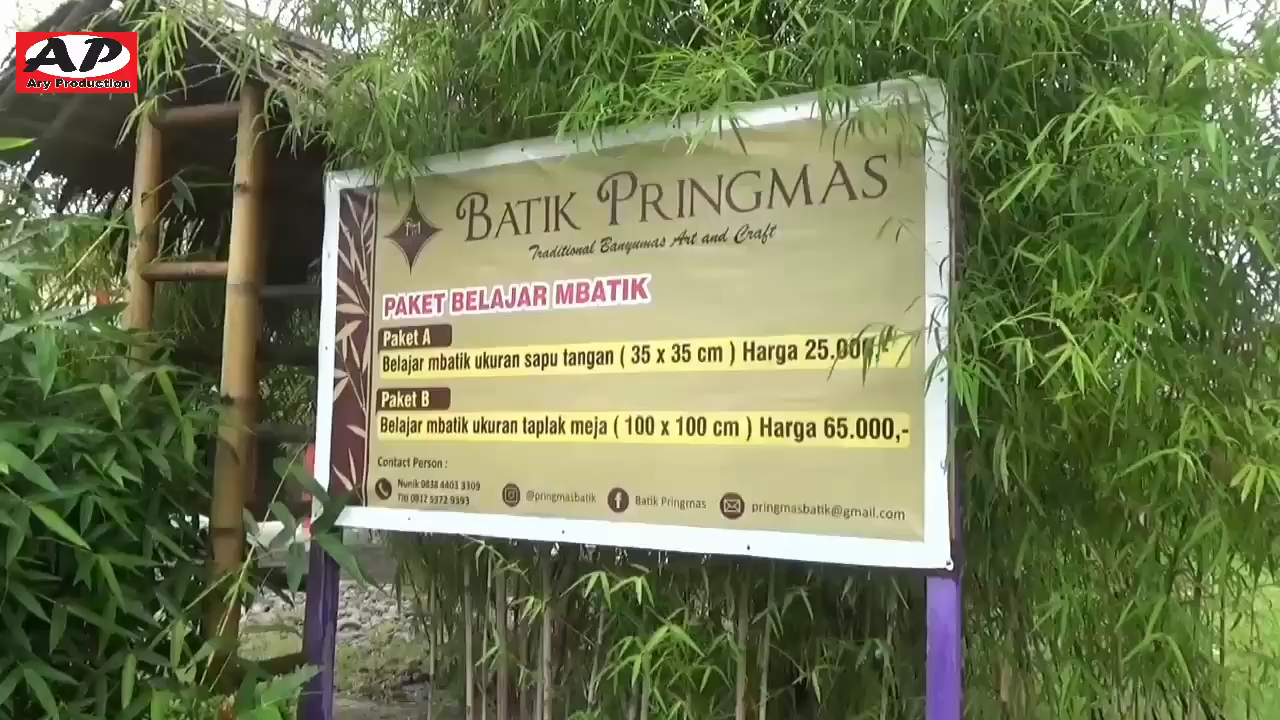 AP
Ary Production
BATIK PRINGMAS
Traditional Banyumas Art and Craft
PAKET BELAJAR MBATIK
Paket A
Belajar mbatik ukuran sapu tangan ( 35 x 35 cm ) Harga 25.000,-
Paket B
Belajar mbatik ukuran taplak meja ( 100 x 100 cm ) Harga 65.000,-
Contact Person :
Nunik 0838 4403 3309
0812 5372 9393
@pringmasbatik
Batik Pringmas
pringmasbatik@gmail.com